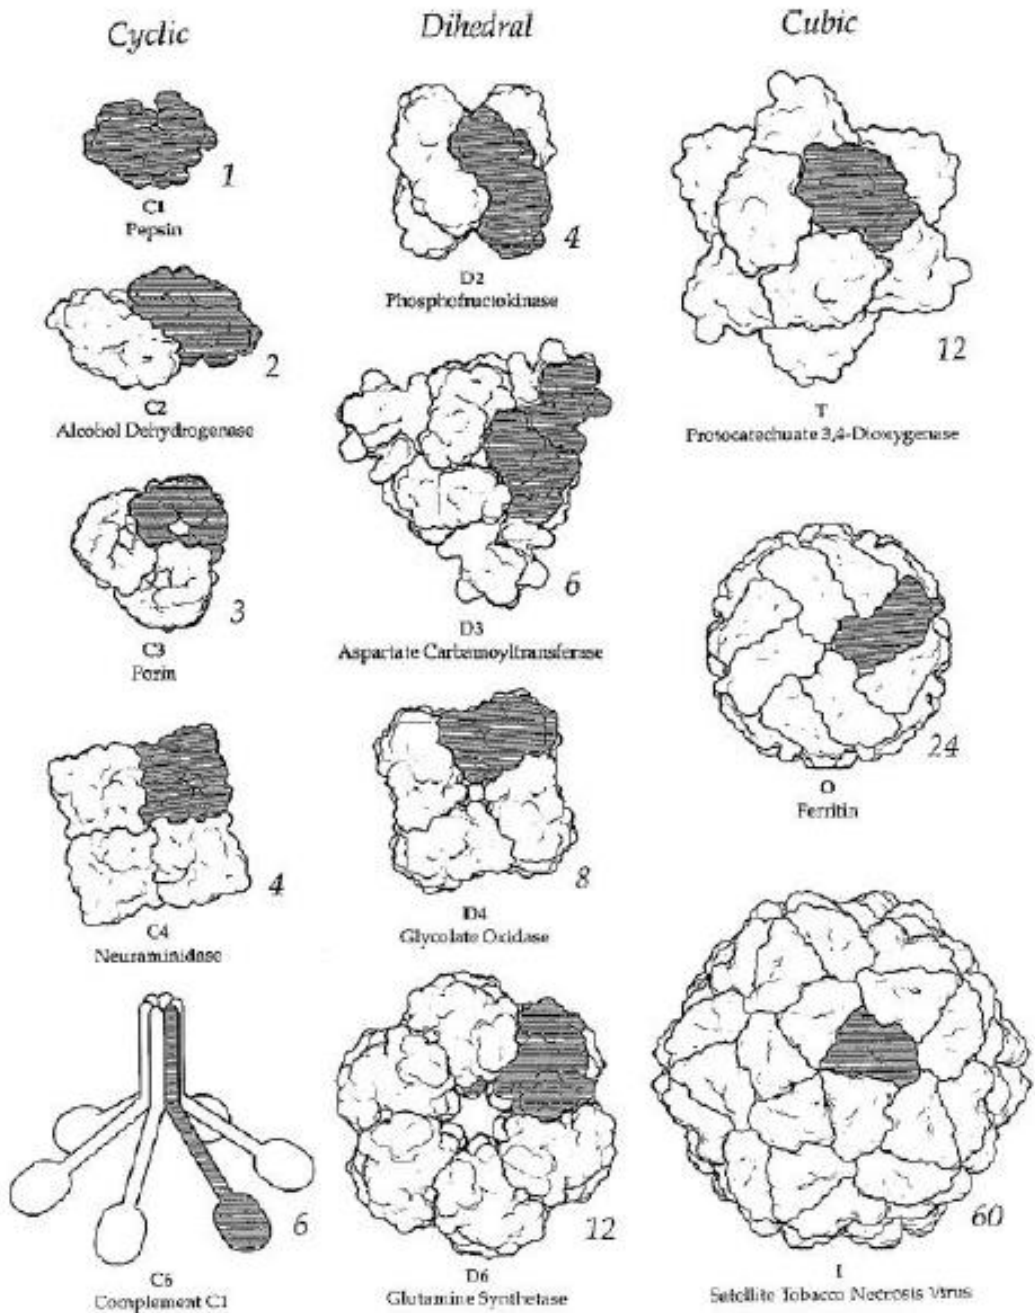 Cyclic
1
C1
Pepsin
2
C2
Alcohol Dehydrogenase
3
C3
Porin
4
C4
Neuraminidase
6
C6
Complement C1
Dihedral
4
D2
Phosphofructokinase
6
D3
Aspartate Carbamoyltransferase
8
D4
Glycolate Oxidase
12
D6
Glutamine Synthetase
Cubic
12
T
Protocatechuate 3,4-Dioxygenase
24
O
Ferritin
60
I
Satellite Tobacco Necrosis Virus